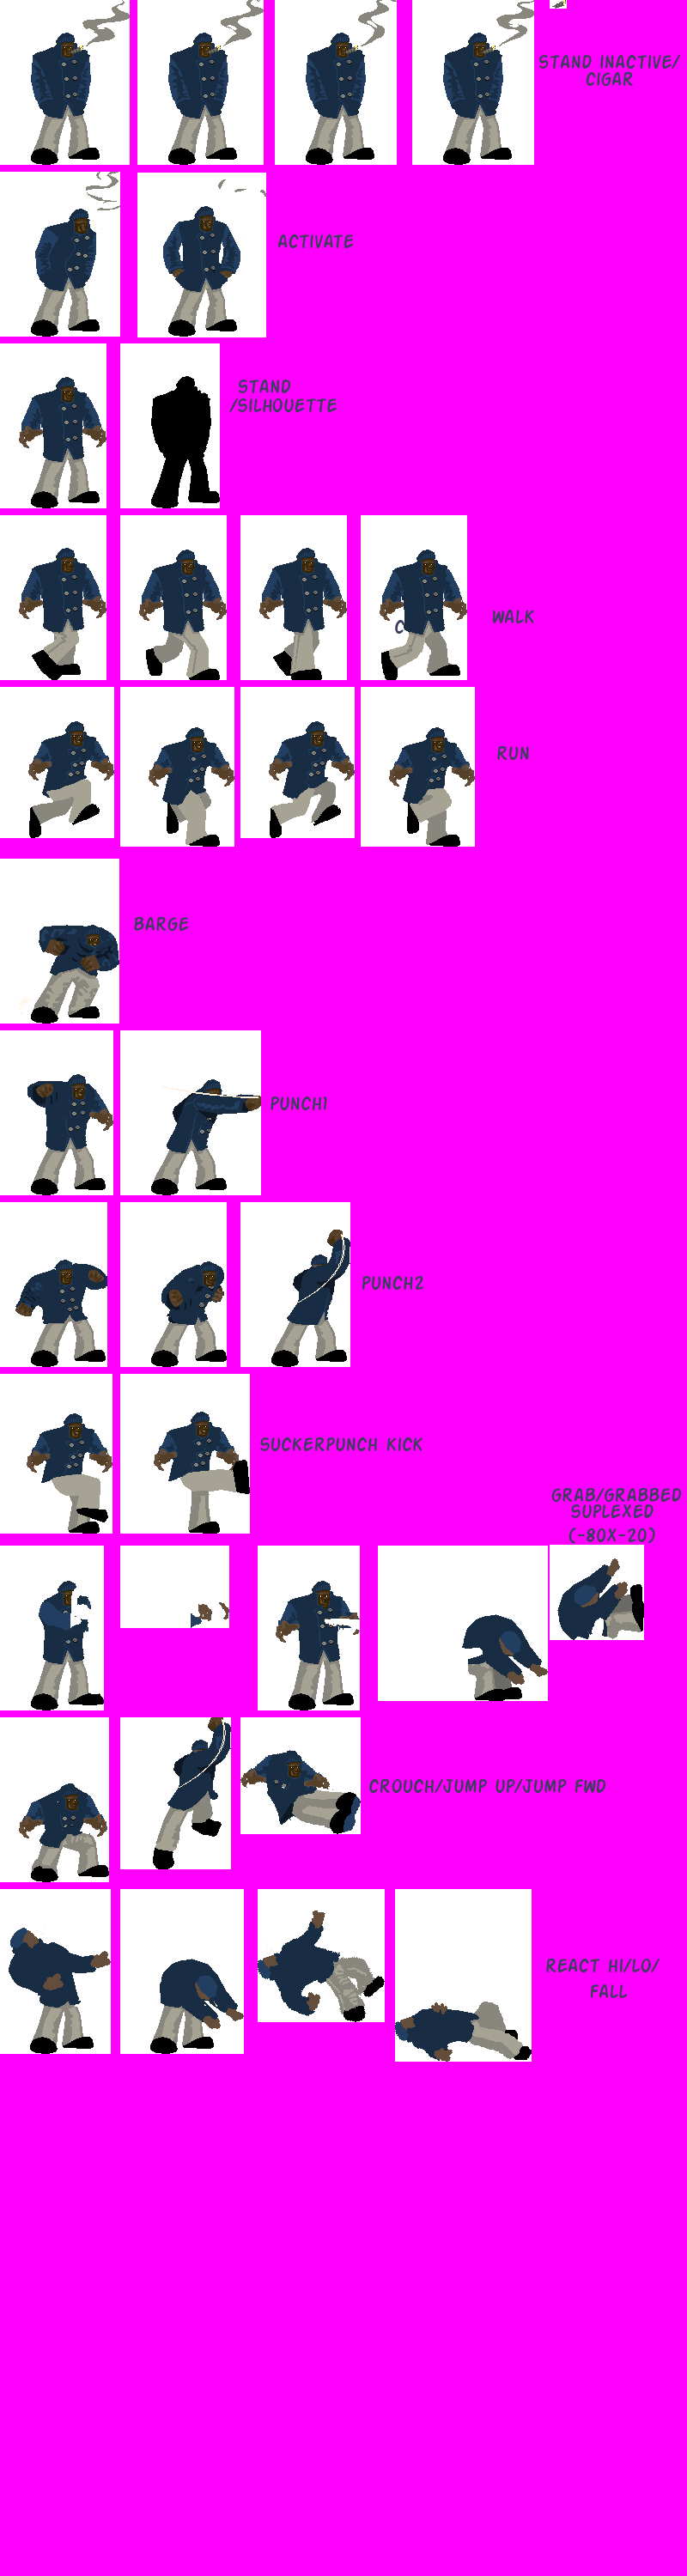 STAND INACTIVE/
CIGAR
ACTIVATE
STAND
/SILHOUETTE
WALK
RUN
BARGE
PUNCH1
PUNCH2
SUCKERPUNCH KICK
GRAB/GRABBED
SUPLEXED
(-80X-20)
CROUCH/JUMP UP/JUMP FWD
REACT HI/LO/
FALL